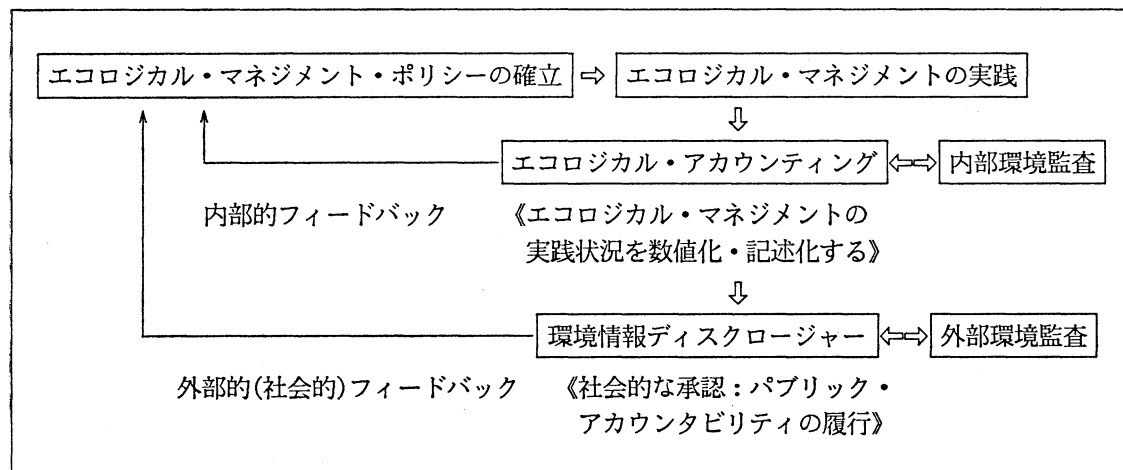 エコロジカル・マネジメント・ポリシーの確立 ⇨ エコロジカル・マネジメントの実践
エコロジカル・アカウンティング 内部環境監査
内部的フィードバック 《エコロジカル・マネジメントの
実践状況を数値化・記述化する》
環境情報ディスクロージャー 外部環境監査
外部的(社会的)フィードバック 《社会的な承認：パブリック・
アカウンタビリティの履行》